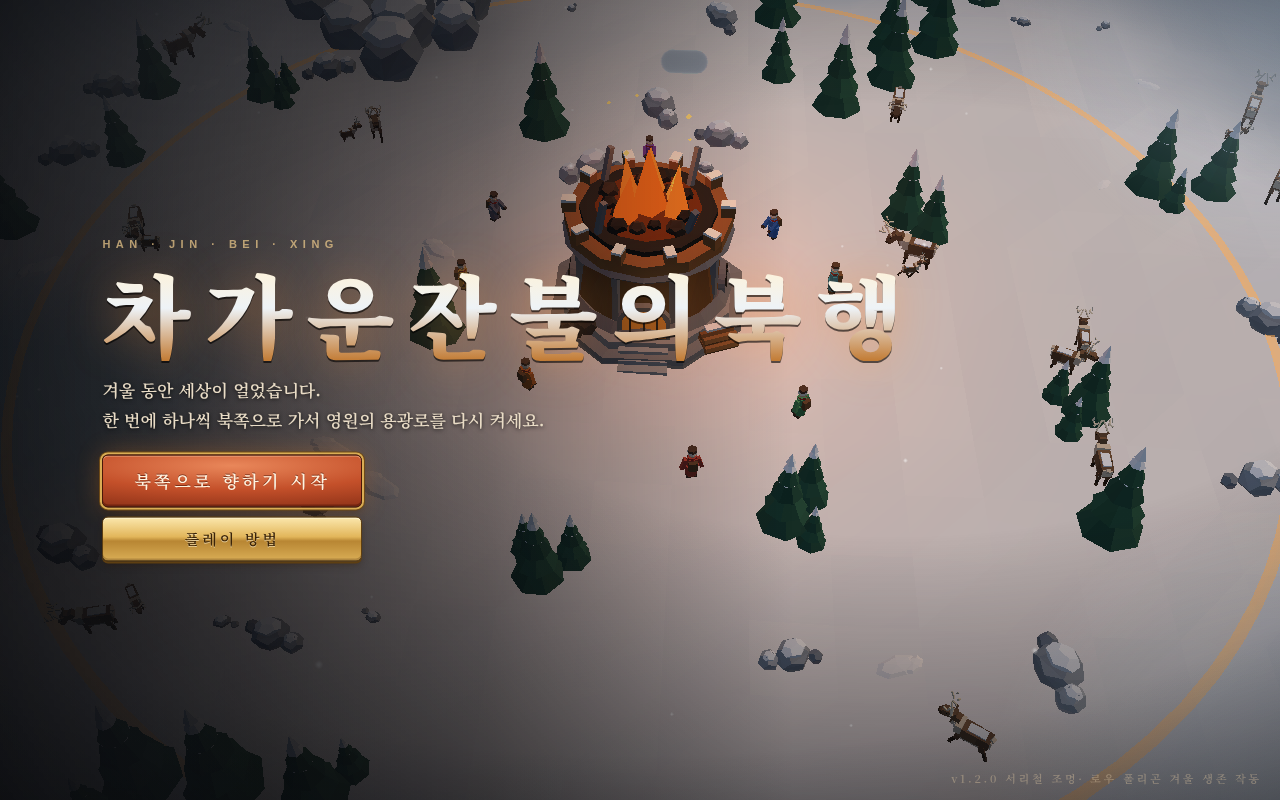 HAN · JIN · BEI · XING
차가운잔불의북행
겨울 동안 세상이 얼었습니다.
한 번에 하나씩 북쪽으로 가서 영원의 용광로를 다시 켜세요.
북쪽으로 향하기 시작
플레이 방법
v1.2.0 서리철 조명· 로우 폴리곤 겨울 생존 작동